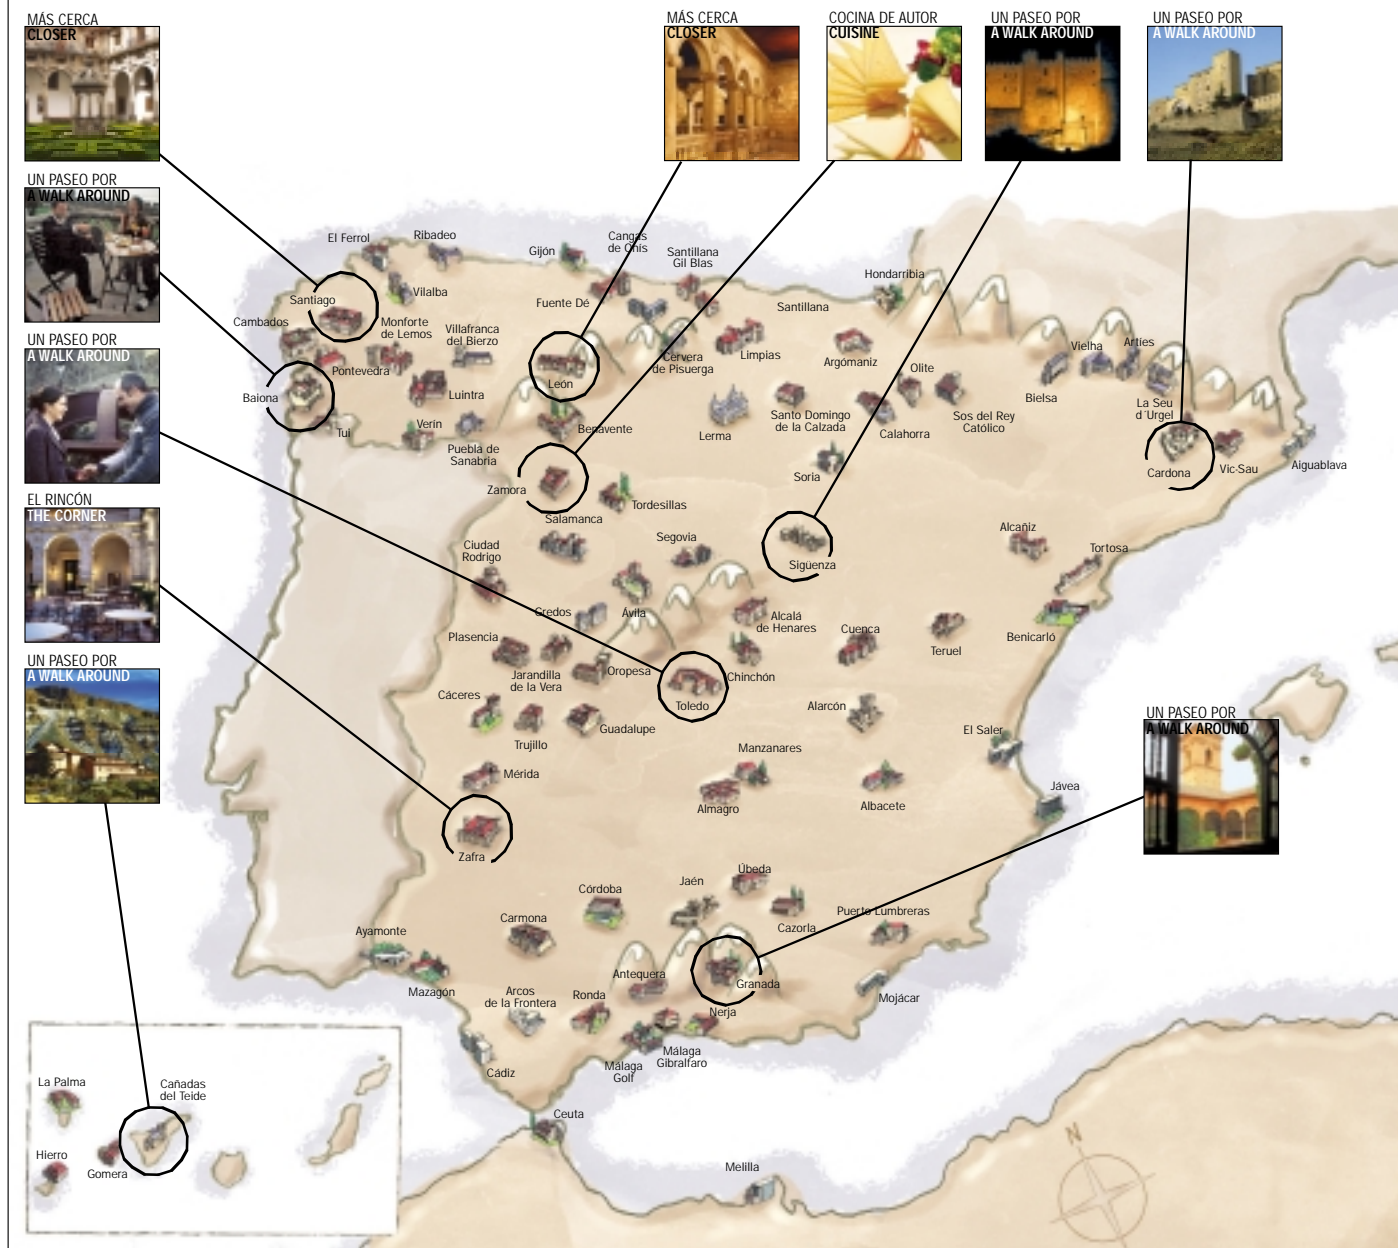 MÁS CERCA
CLOSER
MÁS CERCA
CLOSER
COCINA DE AUTOR
CUISINE
UN PASEO POR
A WALK AROUND
UN PASEO POR
A WALK AROUND
UN PASEO POR
A WALK AROUND
UN PASEO POR
A WALK AROUND
EL RINCÓN
THE CORNER
UN PASEO POR
A WALK AROUND
UN PASEO POR
A WALK AROUND
El Ferrol
Ribadeo
Gijón
Cangas
de Onís
Santillana
Gil Blas
Hondarribia
Santiago
Vilalba
Fuente Dé
Santillana
Cambados
Monforte
de Lemos
Villafranca
del Bierzo
Pontevedra
León
Cervera
de Pisuerga
Limpias
Argómaniz
Olite
Vielha
Arties
Bielsa
Baiona
Luintra
La Seu
d´Urgel
Tui
Verín
Benavente
Lerma
Santo Domingo
de la Calzada
Calahorra
Sos del Rey
Católico
Puebla de
Sanabria
Cardona
Vic-Sau
Aiguablava
Zamora
Soria
Tordesillas
Salamanca
Ciudad
Rodrigo
Segovia
Sigüenza
Alcañiz
Tortosa
Gredos
Ávila
Alcalá
de Henares
Cuenca
Teruel
Benicarló
Plasencia
Jarandilla
de la Vera
Oropesa
Chinchón
Cáceres
Toledo
Alarcón
Trujillo
Guadalupe
El Saler
Manzanares
Mérida
Almagro
Albacete
Jávea
Zafra
Córdoba
Jaén
Úbeda
Carmona
Cazorla
Puerto Lumbreras
Ayamonte
Mazagón
Antequera
Granada
Arcos
de la Frontera
Ronda
Nerja
Mojácar
Málaga
Gibralfaro
Málaga
Golf
Cádiz
La Palma
Cañadas
del Teide
Ceuta
Hierro
Gomera
Melilla
N